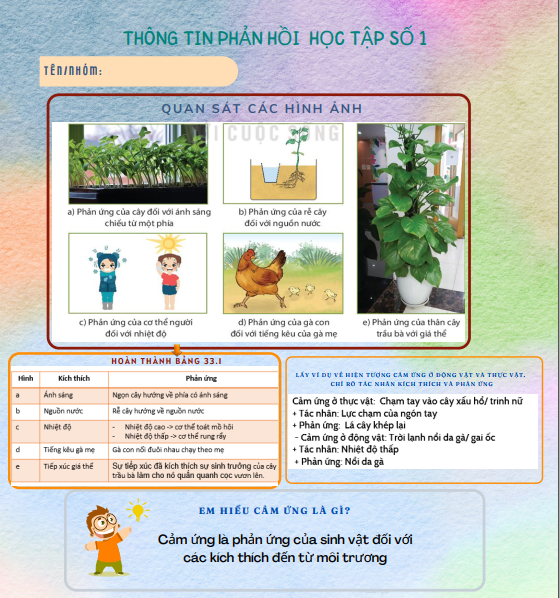 THÔNG TIN PHẢN HỒI HỌC TẬP SỐ 1
TÊN/NHÓM:
QUAN SÁT CÁC HÌNH ẢNH
I CUỘC SỐNG
a) Phản ứng của cây đối với ánh sáng
chiếu từ một phía
b) Phản ứng của rễ cây
đối với nguồn nước
c) Phản ứng của cơ thể người
đối với nhiệt độ
d) Phản ứng của gà con
đối với tiếng kêu của gà mẹ
e) Phản ứng của thân cây
trầu bà với giá thể
HOÀN THÀNH BẢNG 33.1
Hình Kích thích Phản ứng
a Ánh sáng Ngọn cây hướng về phía có ánh sáng
b Nguồn nước Rễ cây hướng về nguồn nước
c Nhiệt độ - Nhiệt độ cao -> cơ thể toát mồ hôi
- Nhiệt độ thấp -> cơ thể rung rẩy
d Tiếng kêu gà mẹ Gà con nối đuôi nhau chạy theo mẹ
e Tiếp xúc giá thể Sự tiếp xúc đã kích thích sự sinh trưởng của cây
trầu bà làm cho nó quấn quanh cọc vươn lên.
LẤY VÍ DỤ VỀ HIỆN TƯỢNG CẢM ỨNG Ở ĐỘNG VẬT VÀ THỰC VẬT.
CHỈ RÕ TÁC NHÂN KÍCH THÍCH VÀ PHẢN ỨNG
Cảm ứng ở thực vật: Chạm tay vào cây xấu hổ/ trinh nữ
+ Tác nhân: Lực chạm của ngón tay
+ Phản ứng: Lá cây khép lại
- Cảm ứng ở động vật: Trời lạnh nổi da gà/ gai ốc
+ Tác nhân: Nhiệt độ thấp
+ Phản ứng: Nổi da gà
EM HIỂU CẢM ỨNG LÀ GÌ?
Cảm ứng là phản ứng của sinh vật đối với
các kích thích đến từ môi trương